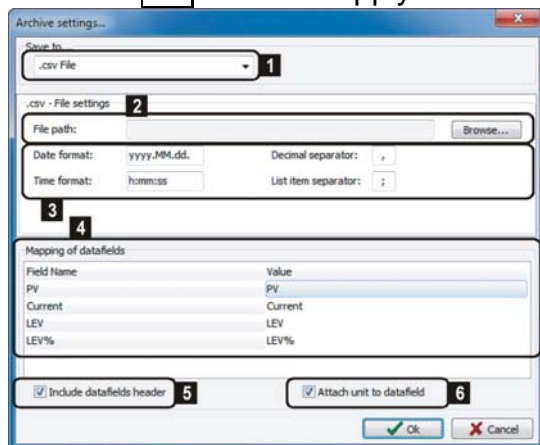 apply
Archive settings...
Save to....
.csv File
1
.csv - File settings
2
File path:
Browse...
Date format: yyyy.MM.dd. Decimal separator: ,
Time format: h:mm:ss List item separator: ;
3
4
Mapping of datafields
Field Name Value
PV PV
Current Current
LEV LEV
LEV% LEV%
Include datafields header 5 Attach unit to datafield 6
Ok Cancel